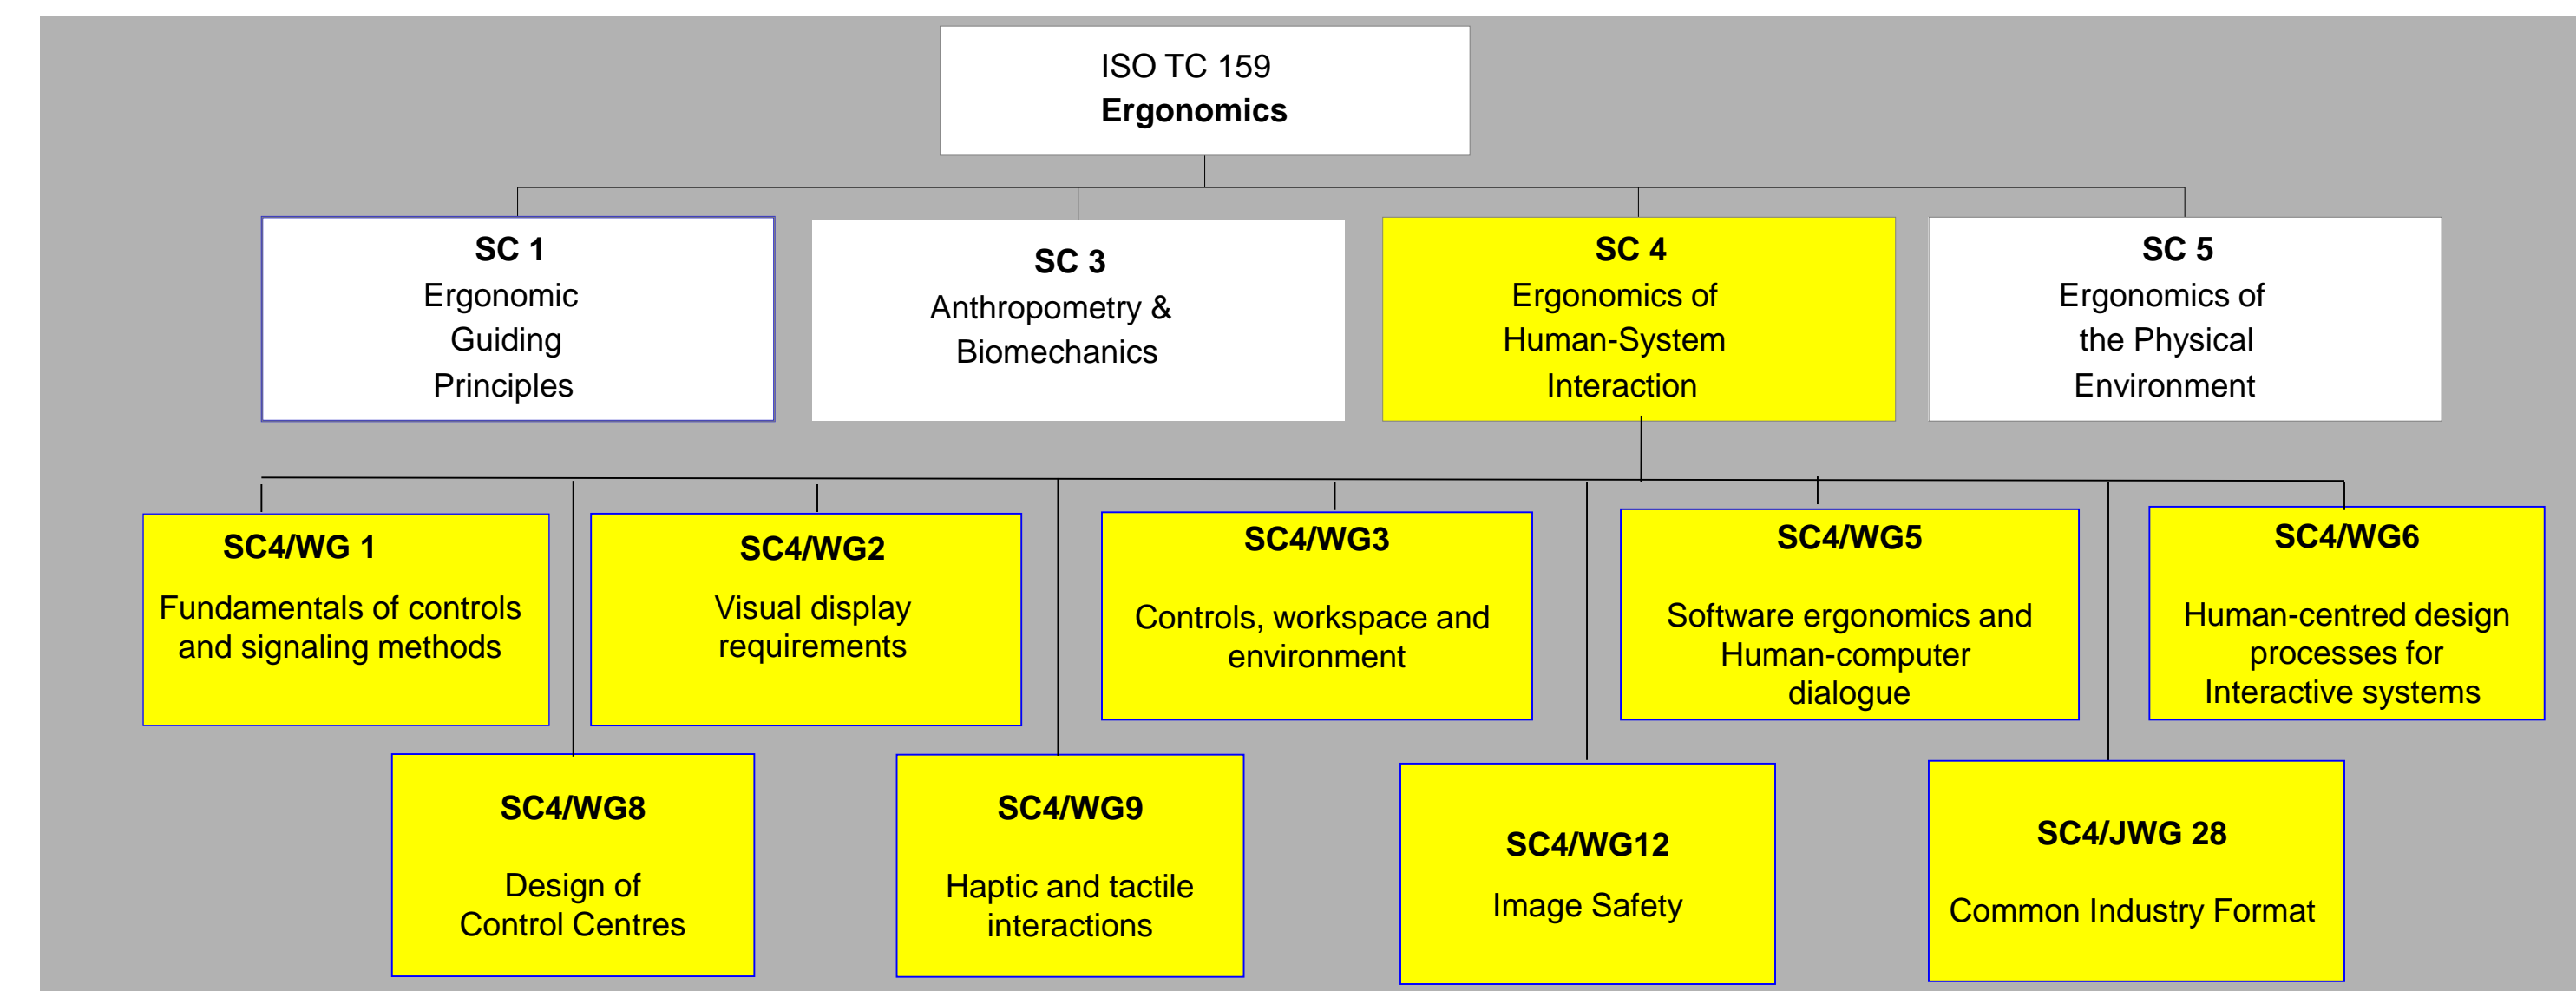 ISO TC 159
Ergonomics
SC 1
Ergonomic
Guiding
Principles
SC 3
Anthropometry &
Biomechanics
SC 4
Ergonomics of
Human-System
Interaction
SC 5
Ergonomics of
the Physical
Environment
SC4/WG 1
Fundamentals of controls
and signaling methods
SC4/WG2
Visual display
requirements
SC4/WG3
Controls, workspace and
environment
SC4/WG5
Software ergonomics and
Human-computer
dialogue
SC4/WG6
Human-centred design
processes for
Interactive systems
SC4/WG8
Design of
Control Centres
SC4/WG9
Haptic and tactile
interactions
SC4/WG12
Image Safety
SC4/JWG 28
Common Industry Format